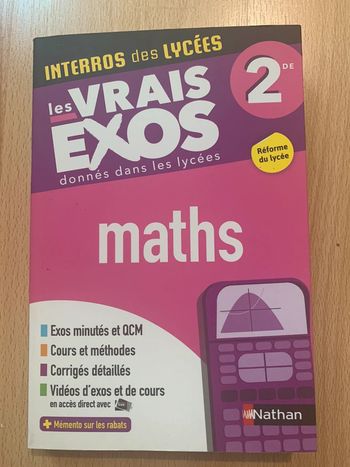 INTERROS des LYCÉES
les VRAIS
EXOS
donnés dans les lycées
2DE
Réforme
du lycée
maths
Exos minutés et QCM
Cours et méthodes
Corrigés détaillés
Vidéos d'exos et de cours
en accès direct avec
+ Mémento sur les rabats
Nathan